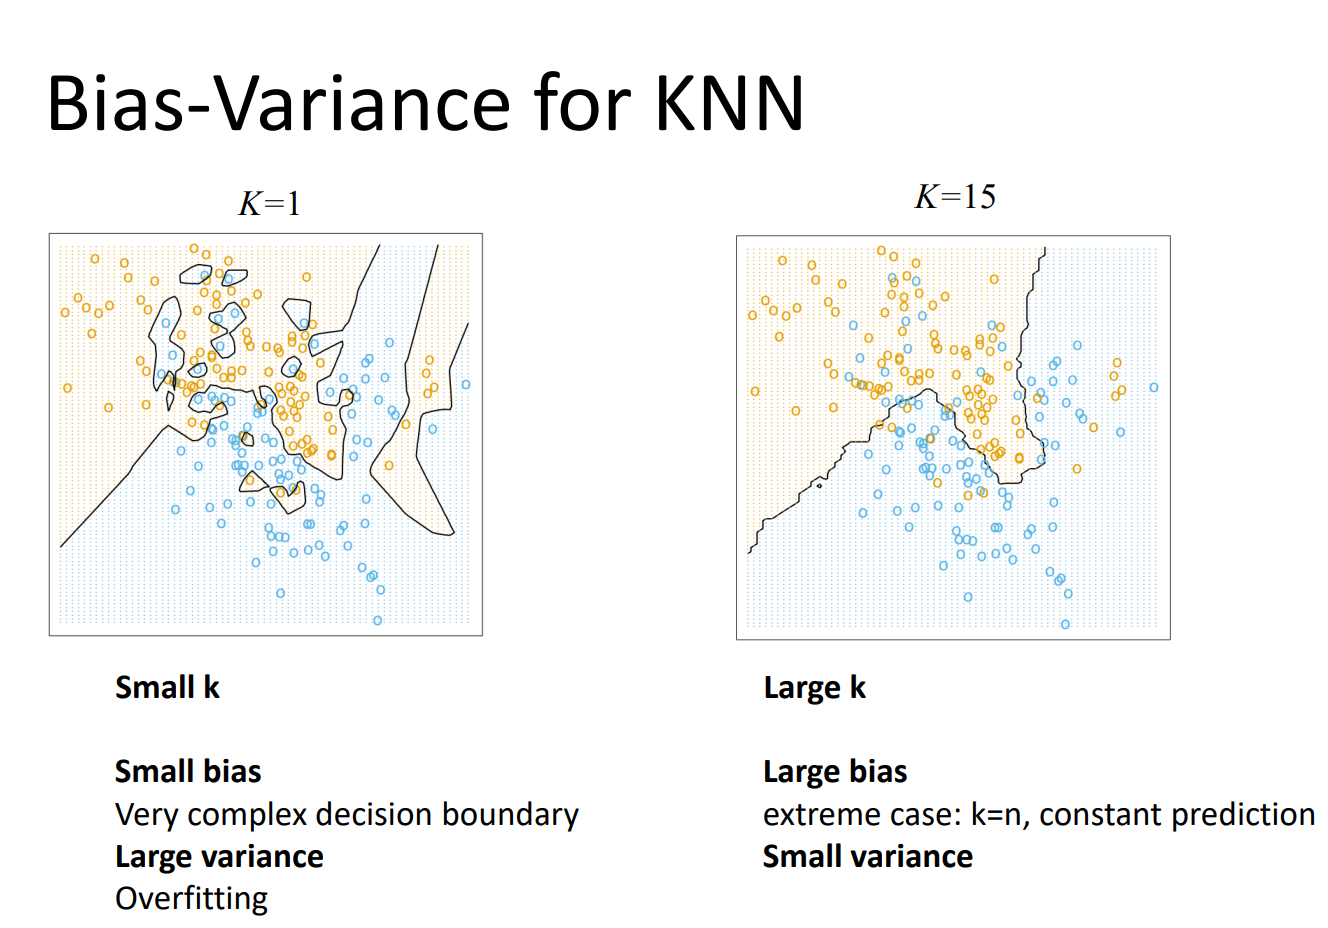 Bias-Variance for KNN
K=1
K=15
Small k
Small bias
Very complex decision boundary
Large variance
Overfitting
Large k
Large bias
extreme case: k=n, constant prediction
Small variance